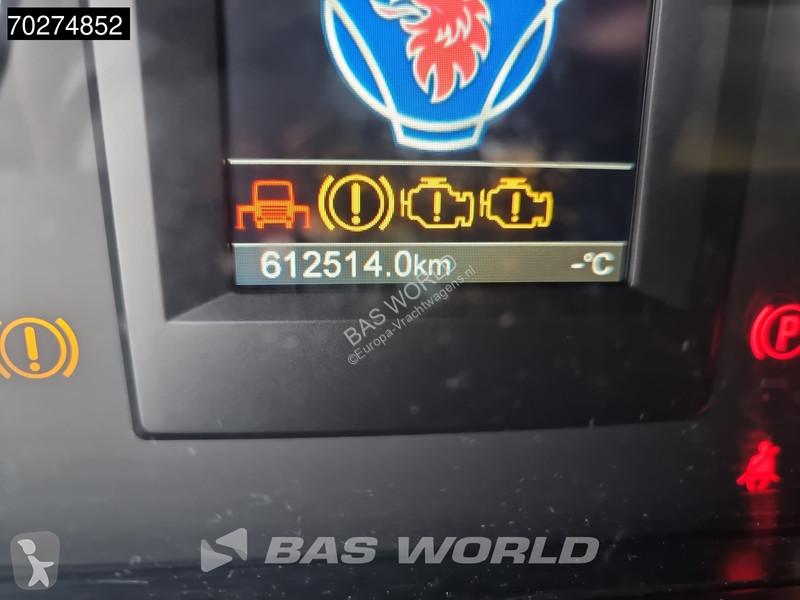 70274852
612514.0km
-°C
BAS WORLD
©Europa-Vrachtwagens.nl
P
BAS WORLD